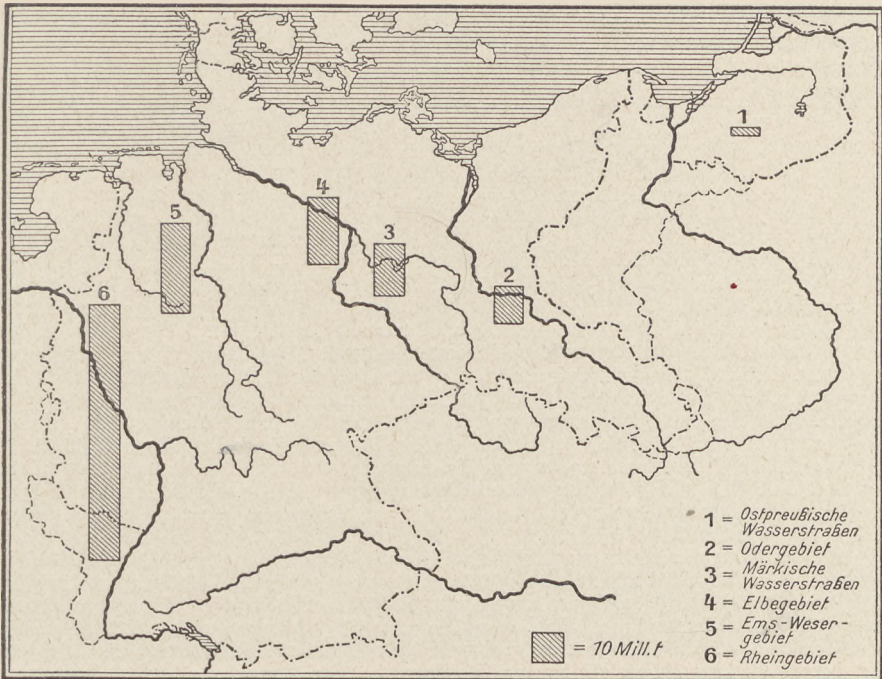 1
4
5
3
2
6
1 = Ostpreußische
Wasserstraßen
2 = Odergebiet
3 = Märkische
Wasserstraßen
4 = Elbegebiet
5 = Ems-Weser-
gebiet
6 = Rheingebiet
= 10 Mill.t